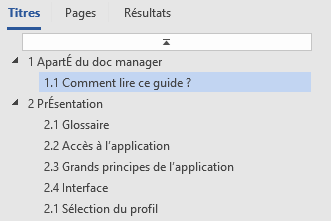 Titres Pages Résultats
1 ApartÉ du doc manager
1.1 Comment lire ce guide ?
2 PrÉsentation
2.1 Glossaire
2.2 Accès à l'application
2.3 Grands principes de l'application
2.4 Interface
2.1 Sélection du profil